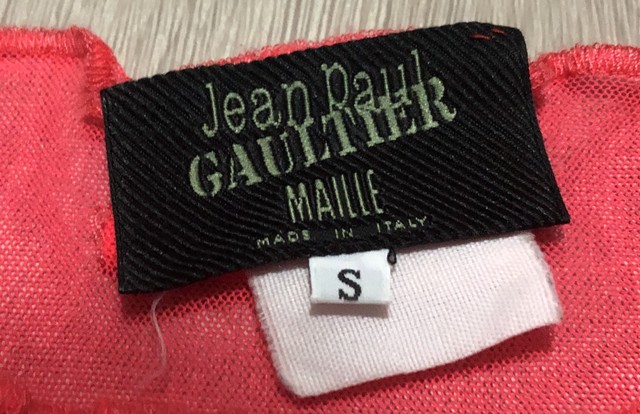 Jean Paul
GAULTIER
MAILLE
MADE IN ITALY
S